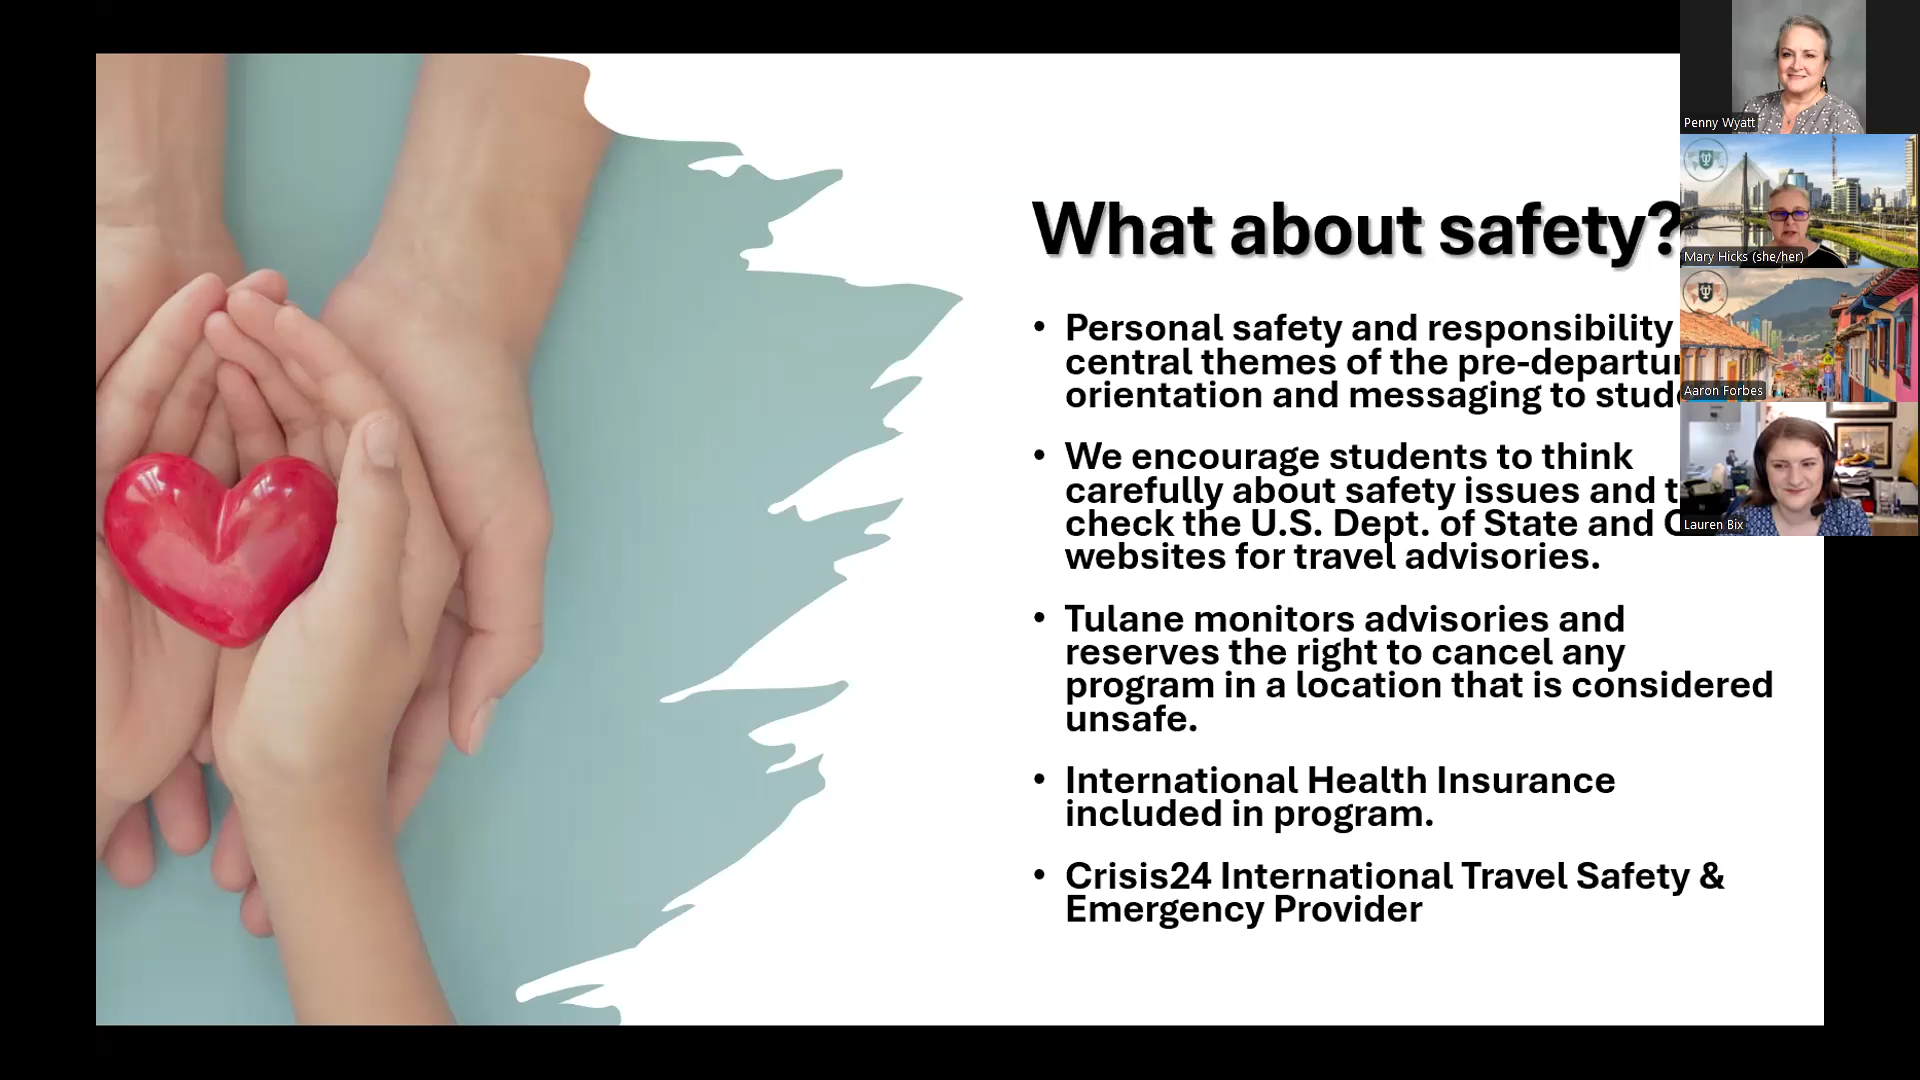 What about safety?
• Personal safety and responsibility
central themes of the pre-departu
orientation and messaging to stud
• We encourage students to think
carefully about safety issues and t
check the U.S. Dept. of State and
websites for travel advisories.
• Tulane monitors advisories and
reserves the right to cancel any
program in a location that is considered
unsafe.
• International Health Insurance
included in program.
• Crisis24 International Travel Safety &
Emergency Provider
Penny Wyatt
Mary Hicks (she/her)
Aaron Forbes
Lauren Bix